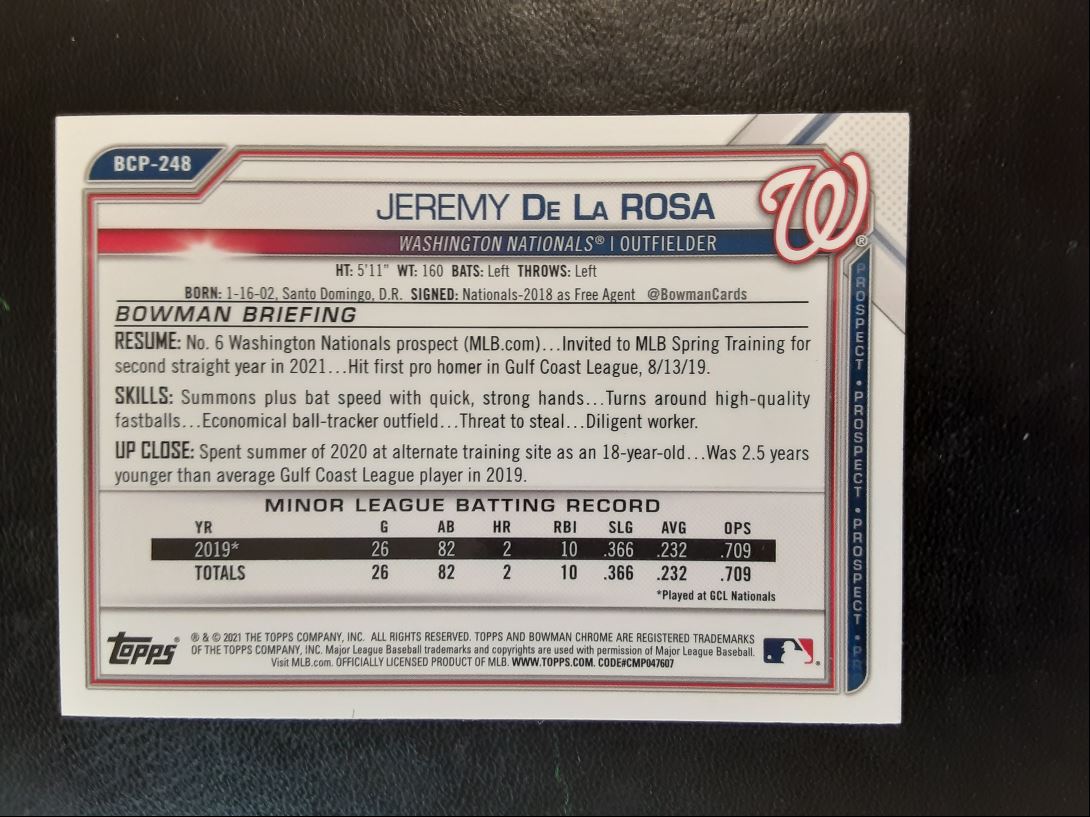 BCP-248
JEREMY DE LA ROSA
W®
WASHINGTON NATIONALS® | OUTFIELDER
HT: 5'11" WT: 160 BATS: Left THROWS: Left
BORN: 1-16-02, Santo Domingo, D.R. SIGNED: Nationals-2018 as Free Agent @BowmanCards
BOWMAN BRIEFING
RESUME: No. 6 Washington Nationals prospect (MLB.com)...Invited to MLB Spring Training for
second straight year in 2021...Hit first pro homer in Gulf Coast League, 8/13/19.
SKILLS: Summons plus bat speed with quick, strong hands...Turns around high-quality
fastballs...Economical ball-tracker outfield...Threat to steal...Diligent worker.
UP CLOSE: Spent summer of 2020 at alternate training site as an 18-year-old...Was 2.5 years
younger than average Gulf Coast League player in 2019.
MINOR LEAGUE BATTING RECORD
YR G AB HR RBI SLG AVG OPS
2019* 26 82 2 10 .366 .232 .709
TOTALS 26 82 2 10 .366 .232 .709
*Played at GCL Nationals
Topps®
® & © 2021 THE TOPPS COMPANY, INC. ALL RIGHTS RESERVED. TOPPS AND BOWMAN CHROME ARE REGISTERED TRADEMARKS
OF THE TOPPS COMPANY, INC. Major League Baseball trademarks and copyrights are used with permission of Major League Baseball.
Visit MLB.com. OFFICIALLY LICENSED PRODUCT OF MLB. WWW.TOPPS.COM. CODE#CMP047607
PROSPECT • PROSPECT • PROSPECT • PR